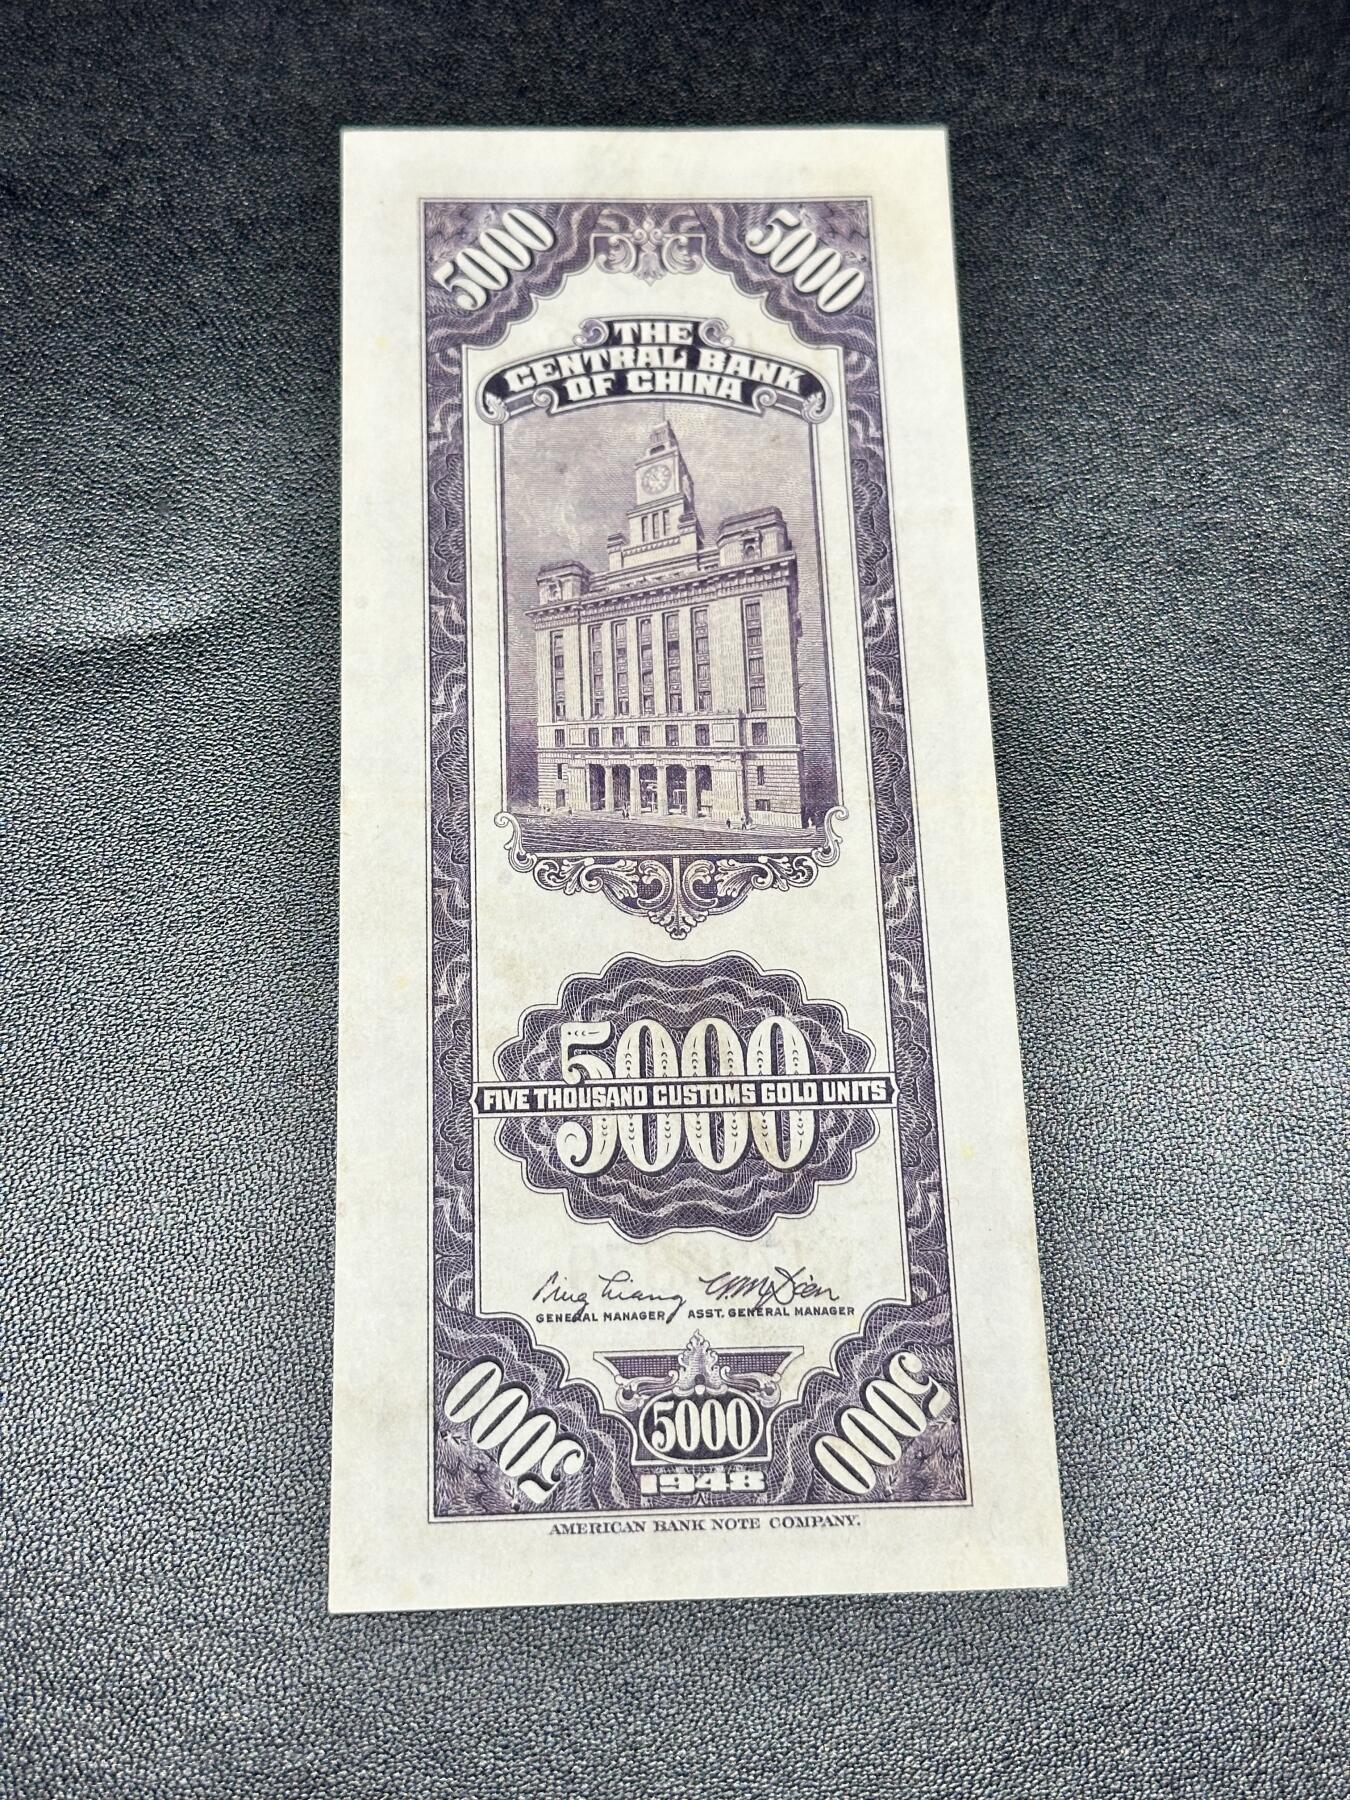 5000 5000
THE
CENTRAL BANK
OF CHINA
5000
FIVE THOUSAND CUSTOMS GOLD UNITS
GENERAL MANAGER ASST. GENERAL MANAGER
5000 5000 5000
1948
AMERICAN BANK NOTE COMPANY.